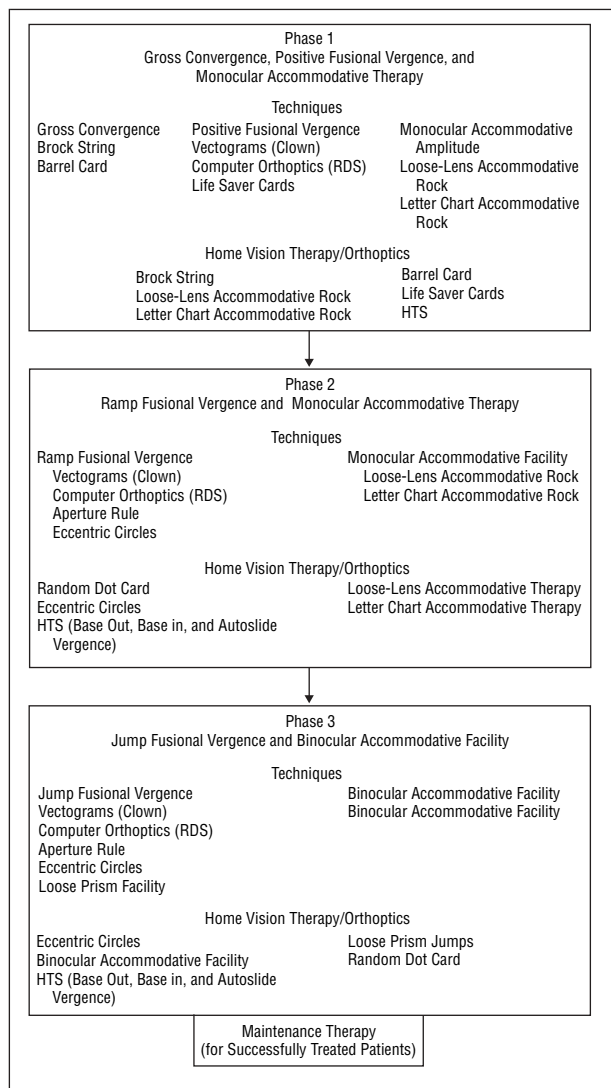 Phase 1
Gross Convergence, Positive Fusional Vergence, and
Monocular Accommodative Therapy
Techniques
Gross Convergence
Brock String
Barrel Card
Positive Fusional Vergence
Vectograms (Clown)
Computer Orthoptics (RDS)
Life Saver Cards
Monocular Accommodative
Amplitude
Loose-Lens Accommodative
Rock
Letter Chart Accommodative
Rock
Home Vision Therapy/Orthoptics
Brock String
Loose-Lens Accommodative Rock
Letter Chart Accommodative Rock
Barrel Card
Life Saver Cards
HTS
Phase 2
Ramp Fusional Vergence and Monocular Accommodative Therapy
Techniques
Ramp Fusional Vergence
Vectograms (Clown)
Computer Orthoptics (RDS)
Aperture Rule
Eccentric Circles
Monocular Accommodative Facility
Loose-Lens Accommodative Rock
Letter Chart Accommodative Rock
Home Vision Therapy/Orthoptics
Random Dot Card
Eccentric Circles
HTS (Base Out, Base in, and Autoslide
Vergence)
Loose-Lens Accommodative Therapy
Letter Chart Accommodative Therapy
Phase 3
Jump Fusional Vergence and Binocular Accommodative Facility
Techniques
Jump Fusional Vergence
Vectograms (Clown)
Computer Orthoptics (RDS)
Aperture Rule
Eccentric Circles
Loose Prism Facility
Binocular Accommodative Facility
Binocular Accommodative Facility
Home Vision Therapy/Orthoptics
Eccentric Circles
Binocular Accommodative Facility
HTS (Base Out, Base in, and Autoslide
Vergence)
Loose Prism Jumps
Random Dot Card
Maintenance Therapy
(for Successfully Treated Patients)